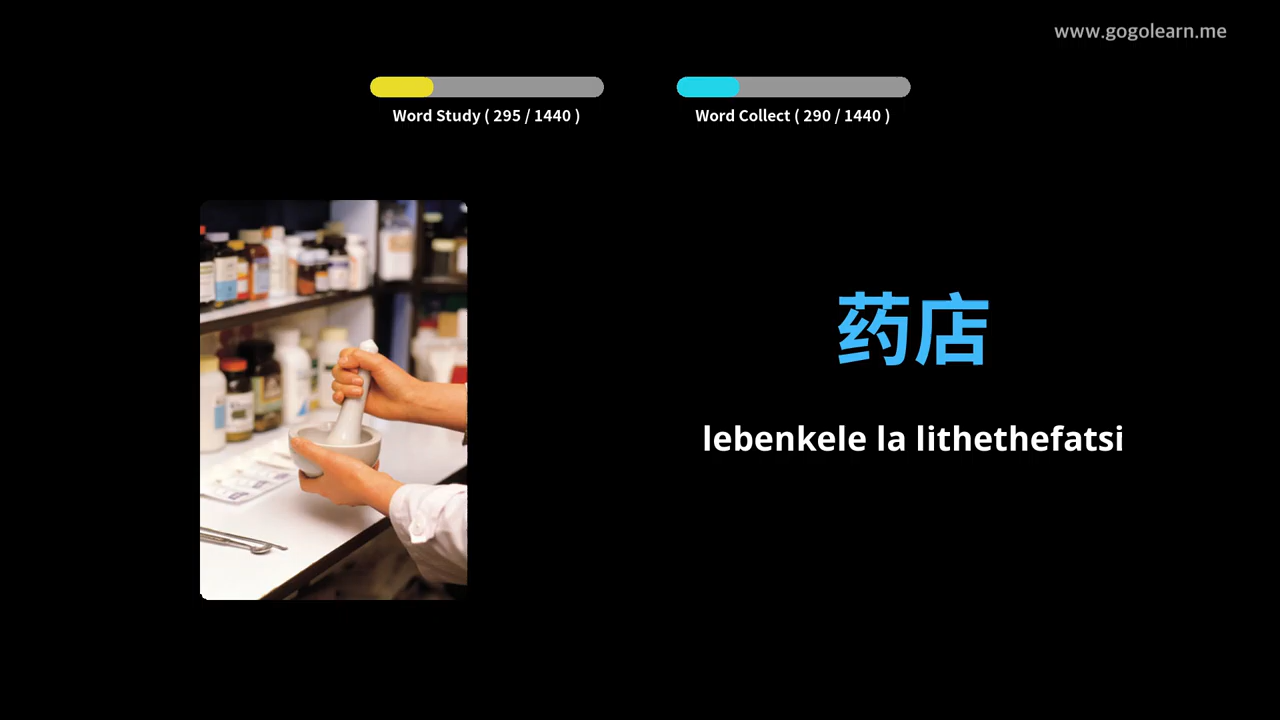 www.gogolearn.me
Word Study ( 295 / 1440 )
Word Collect ( 290 / 1440 )
药店
lebenkele la lithethefatsi